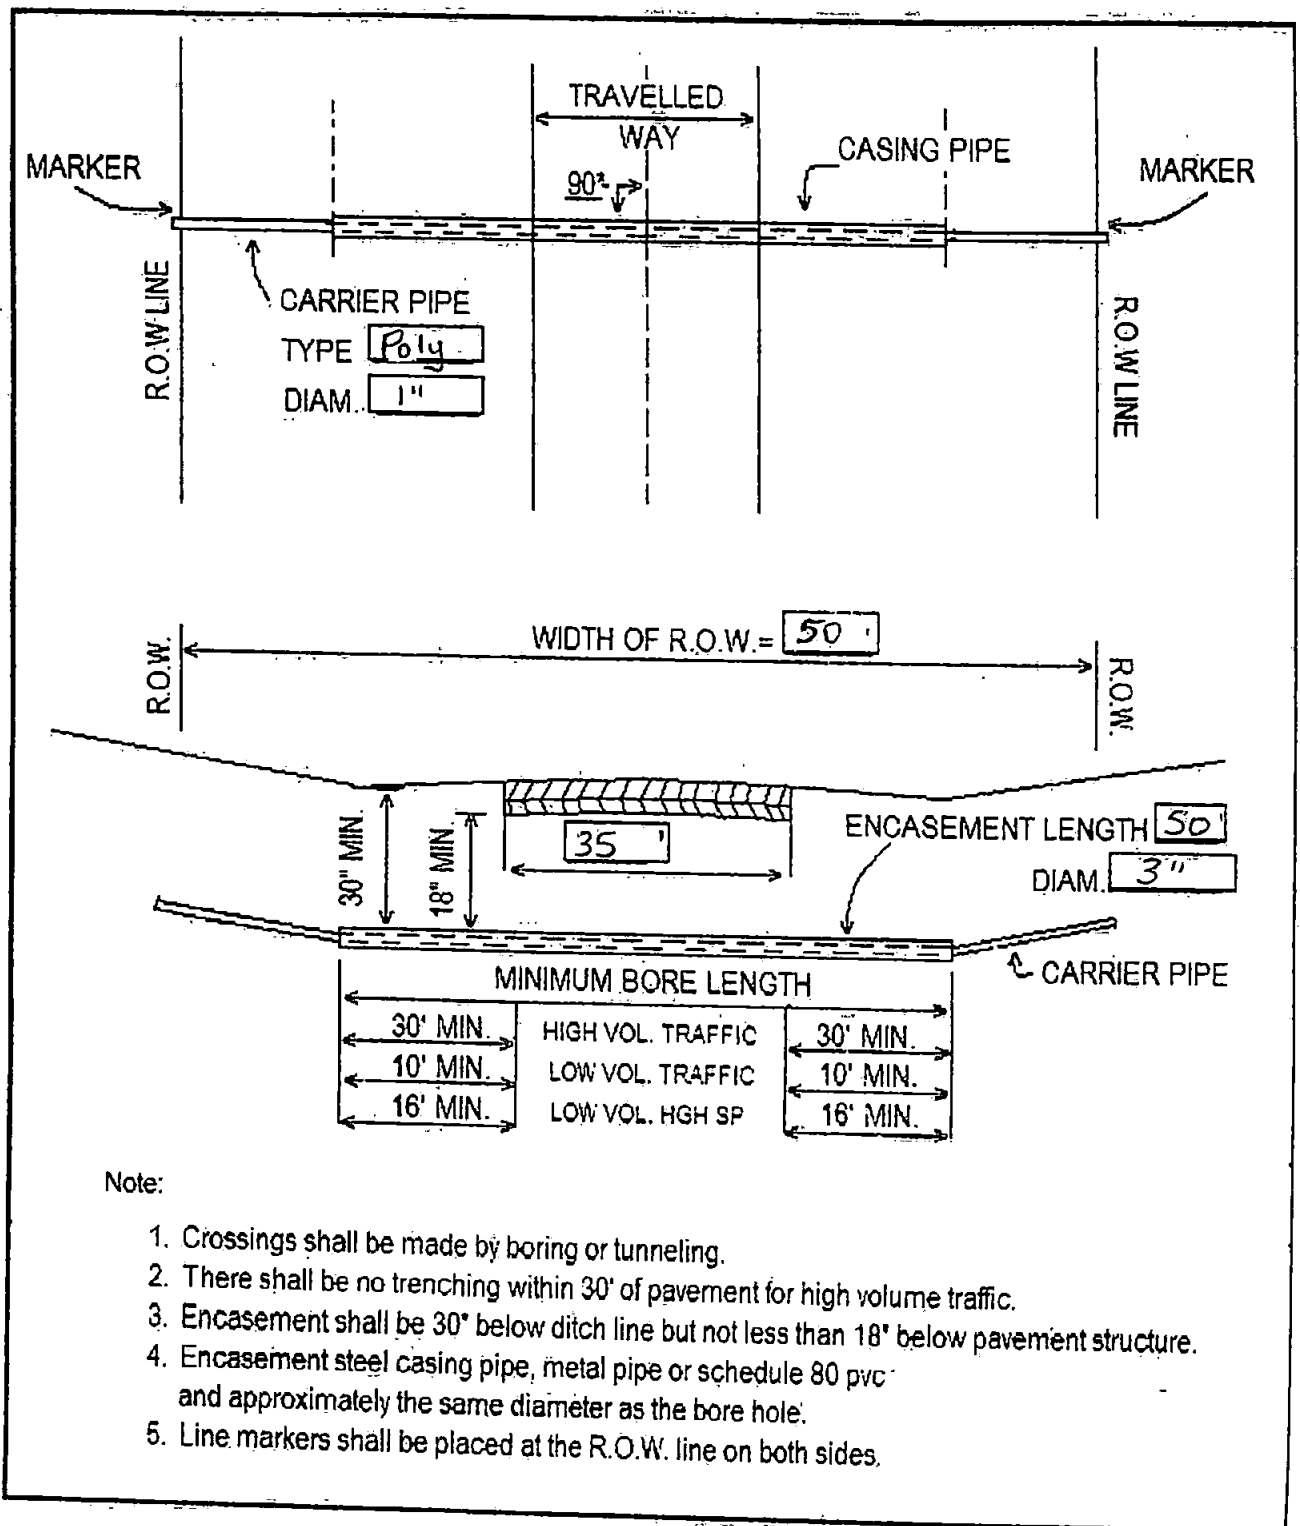 TRAVELLED
WAY
MARKER
CASING PIPE
MARKER
90°
CARRIER PIPE
TYPE Poly
DIAM. 1"
R.O.W LINE
R.O.W LINE
WIDTH OF R.O.W. = 50 '
R.O.W.
R.O.W.
30" MIN.
18" MIN
35 '
ENCASEMENT LENGTH 50'
DIAM. 3"
CARRIER PIPE
MINIMUM BORE LENGTH
30' MIN. HIGH VOL. TRAFFIC 30' MIN.
10' MIN. LOW VOL. TRAFFIC 10' MIN.
16' MIN. LOW VOL. HGH SP 16' MIN.
Note:
1. Crossings shall be made by boring or tunneling.
2. There shall be no trenching within 30' of pavement for high volume traffic.
3. Encasement shall be 30" below ditch line but not less than 18" below pavement structure.
4. Encasement steel casing pipe, metal pipe or schedule 80 pvc
and approximately the same diameter as the bore hole.
5. Line markers shall be placed at the R.O.W. line on both sides.